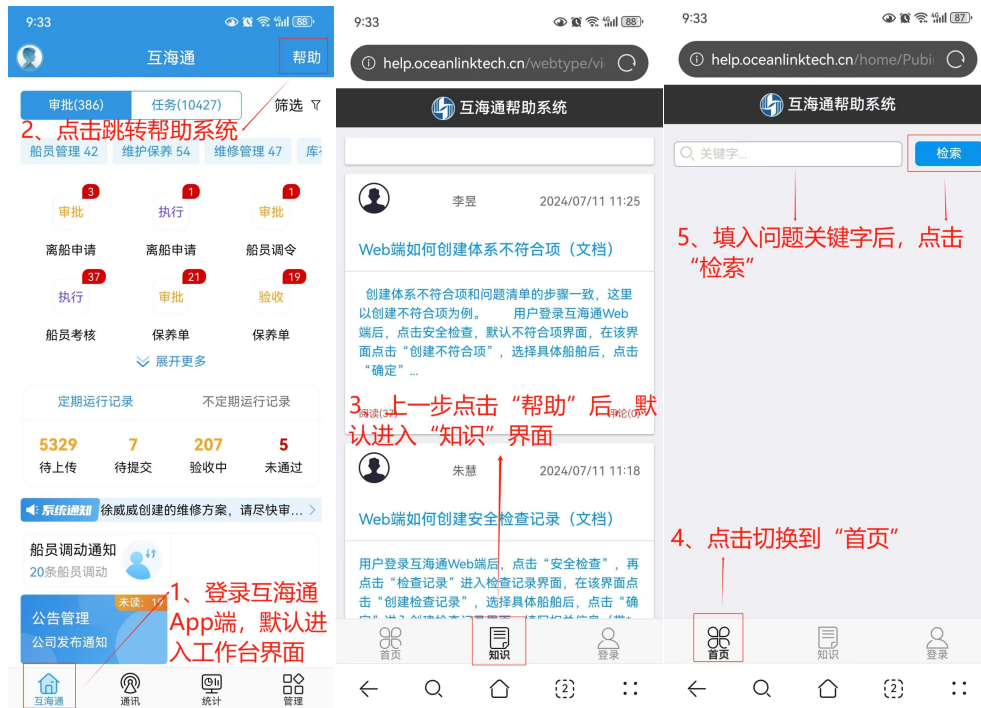 9:33
88
互海通
帮助
审批(386)
任务(10427)
筛选
2、点击跳转帮助系统
船员管理 42
维护保养 54
维修管理 47
3
1
1
审批
执行
审批
离船申请
离船申请
船员调令
37
21
19
执行
审批
验收
船员考核
保养单
保养单
展开更多
定期运行记录
不定期运行记录
5329
7
207
5
待上传
待提交
验收中
未通过
系统通知
徐威威创建的维修方案，请尽快审...
船员调动通知
20条船员调动
未读：19
公告管理
公司发布通知
1、登录互海通
App端，默认进
入工作台界面
互海通
通讯
统计
管理
9:33
88
help.oceanlinktech.cn/webtype/vi
互海通帮助系统
李昱
2024/07/11 11:25
Web端如何创建体系不符合项（文档）
创建体系不符合项和问题清单的步骤一致，这里
以创建不符合项为例。 用户登录互海通Web
端后，点击安全检查，默认不符合项界面，在该界
面点击“创建不符合项”，选择具体船舶后，点击
“确定”...
阅读(37)
评论(0)
3、上一步点击“帮助”后，默
认进入“知识”界面
朱慧
2024/07/11 11:18
Web端如何创建安全检查记录（文档）
用户登录互海通Web端后，点击“安全检查”，再
点击“检查记录”进入检查记录界面，在该界面点
击“创建检查记录”，选择具体船舶后，点击“确
首页
知识
登录
2
9:33
87
help.oceanlinktech.cn/home/Pubi
互海通帮助系统
关键字...
检索
5、填入问题关键字后，点击
“检索”
4、点击切换到“首页”
首页
知识
登录
2